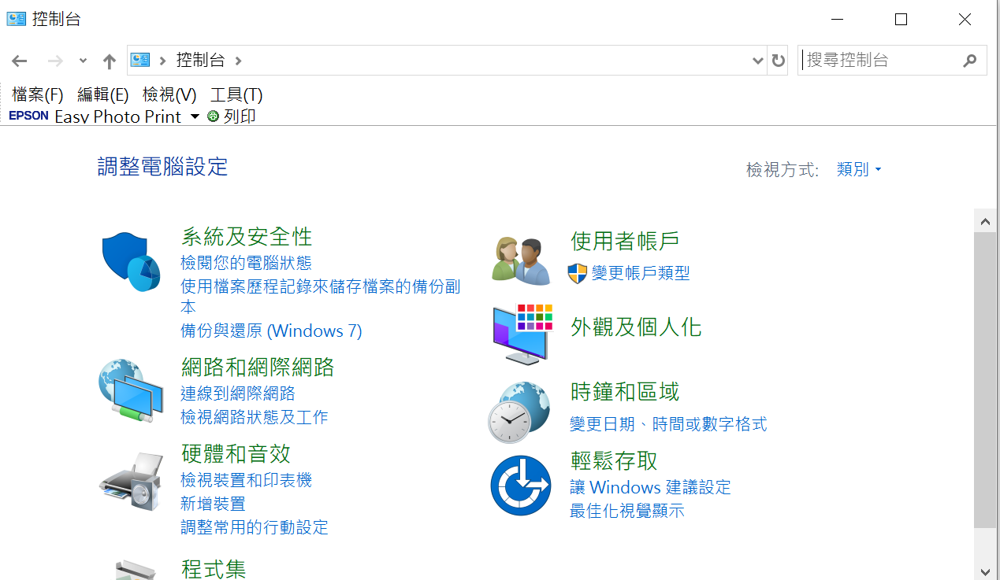 控制台
控制台
搜尋控制台
檔案(F) 編輯(E) 檢視(V) 工具(T)
EPSON Easy Photo Print 列印
調整電腦設定
檢視方式: 類別
系統及安全性
檢閱您的電腦狀態
使用檔案歷程記錄來儲存檔案的備份副
本
備份與還原 (Windows 7)
網路和網際網路
連線到網際網路
檢視網路狀態及工作
硬體和音效
檢視裝置和印表機
新增裝置
調整常用的行動設定
程式集
使用者帳戶
變更帳戶類型
外觀及個人化
時鐘和區域
變更日期、時間或數字格式
輕鬆存取
讓 Windows 建議設定
最佳化視覺顯示